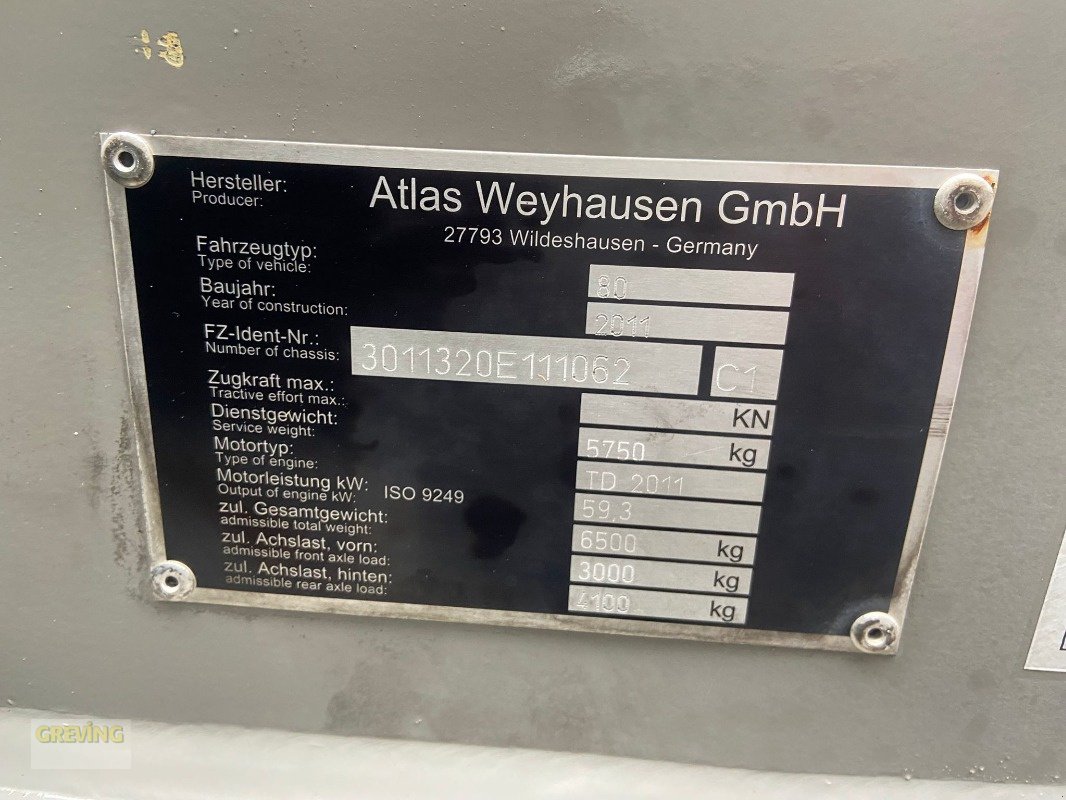 Hersteller:
Producer:
Atlas Weyhausen GmbH
27793 Wildeshausen - Germany
Fahrzeugtyp:
Type of vehicle:
80
Baujahr:
Year of construction:
2011
FZ-Ident-Nr.:
Number of chassis:
3011320E111062 C1
Zugkraft max.:
Tractive effort max.:
KN
Dienstgewicht:
Service weight:
5750 kg
Motortyp:
Type of engine:
TD 2011
Motorleistung kW: ISO 9249
Output of engine kW:
59,3
zul. Gesamtgewicht:
admissible total weight:
6500 kg
zul. Achslast, vorn:
admissible front axle load:
3000 kg
zul. Achslast, hinten:
admissible rear axle load:
4100 kg
GREVING